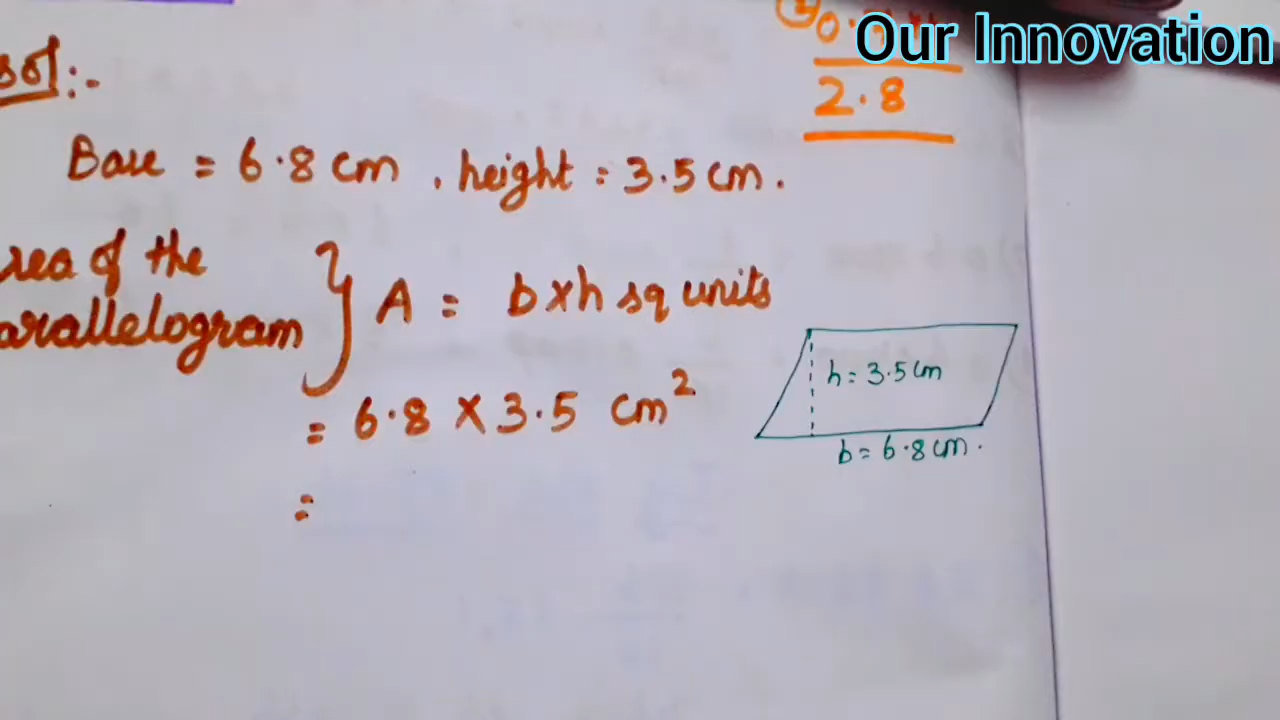 Our Innovation
2.8
Sol:-
Base = 6.8 cm, height = 3.5 cm.
rea of the
arallelogram } A = b x h sq units
= 6.8 x 3.5 cm²
=
h = 3.5 cm
b = 6.8 cm.